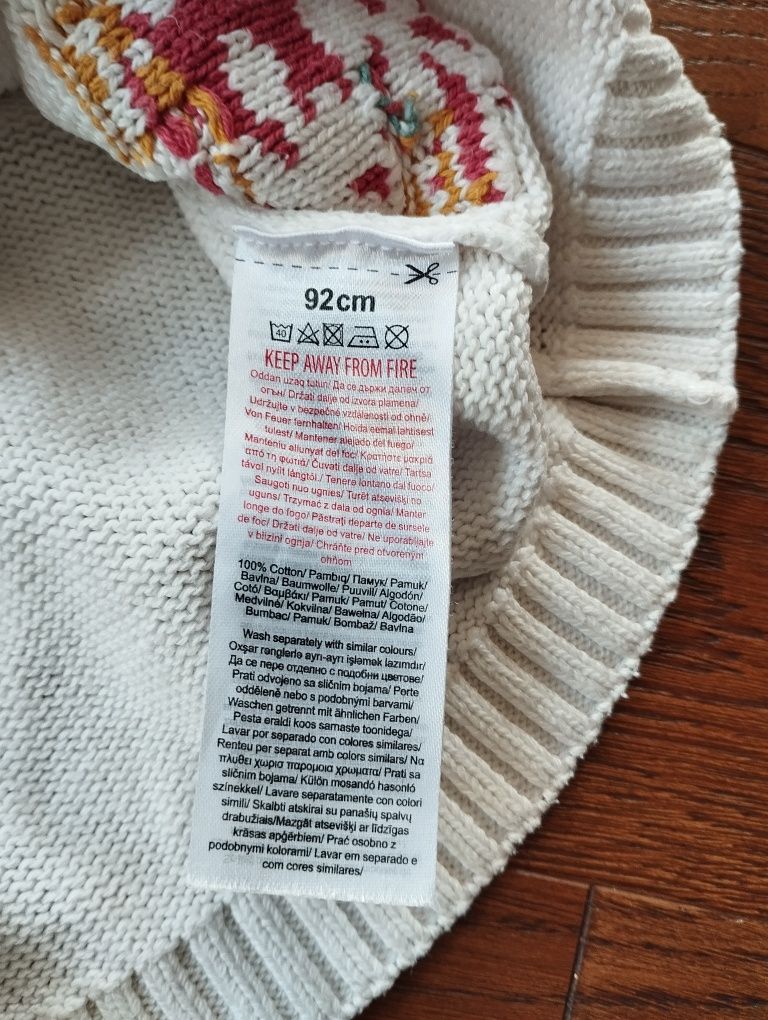 92cm
40
KEEP AWAY FROM FIRE
Oddan uzaq tutun/ Да се държи далеч от
огън/ Držati dalje od izvora plamena/
Udržujte v bezpečné vzdálenosti od ohně/
Von Feuer fernhalten/ Hoida eemal lahtisest
tulest/ Mantener alejado del fuego/
Manteniu allunyat del foc/ Κρατήστε μακριά
από τη φωτιά/ Čuvati dalje od vatre/ Tartsa
távol nyílt lángtól / Tenere lontano dal fuoco/
Saugoti nuo ugnies/ Turēt atsevišķi no
uguns/ Trzymać z dala od ognia/ Manter
longe do fogo/ Păstrați departe de sursele
de foc/ Držati dalje od vatre/ Ne uporabljajte
v bližini ognja/ Chráňte pred otvoreným
ohňom
100% Cotton/ Pambıq/ Памук/ Pamuk/
Bavlna/ Baumwolle/ Puuvill/ Algodón/
Cotó/ Βαμβάκι/ Pamuk/ Pamut/ Cotone/
Medvilnė/ Kokvilna/ Bawełna/ Algodão/
Bumbac/ Pamuk/ Bombaž/ Bavlna
Wash separately with similar colours/
Oxşar rənglərlə ayrı-ayrı işləmək lazımdır/
Да се пере отделно с подобни цветове/
Prati odvojeno sa sličnim bojama/ Perte
odděleně nebo s podobnými barvami/
Waschen getrennt mit ähnlichen Farben/
Pesta eraldi koos samaste toonidega/
Lavar por separado con colores similares/
Renteu per separat amb colors similars/ Να
πλυθεί χωριά παρόμοια χρώματα/ Prati sa
sličnim bojama/ Külön mosandó hasonló
színekkel/ Lavare separatamente con colori
simili/ Skalbti atskirai su panašių spalvų
drabužiais/Mazgāt atsevišķi ar līdzīgas
krāsas apģērbiem/ Prać osobno z
podobnymi kolorami/ Lavar em separado e
com cores similares/